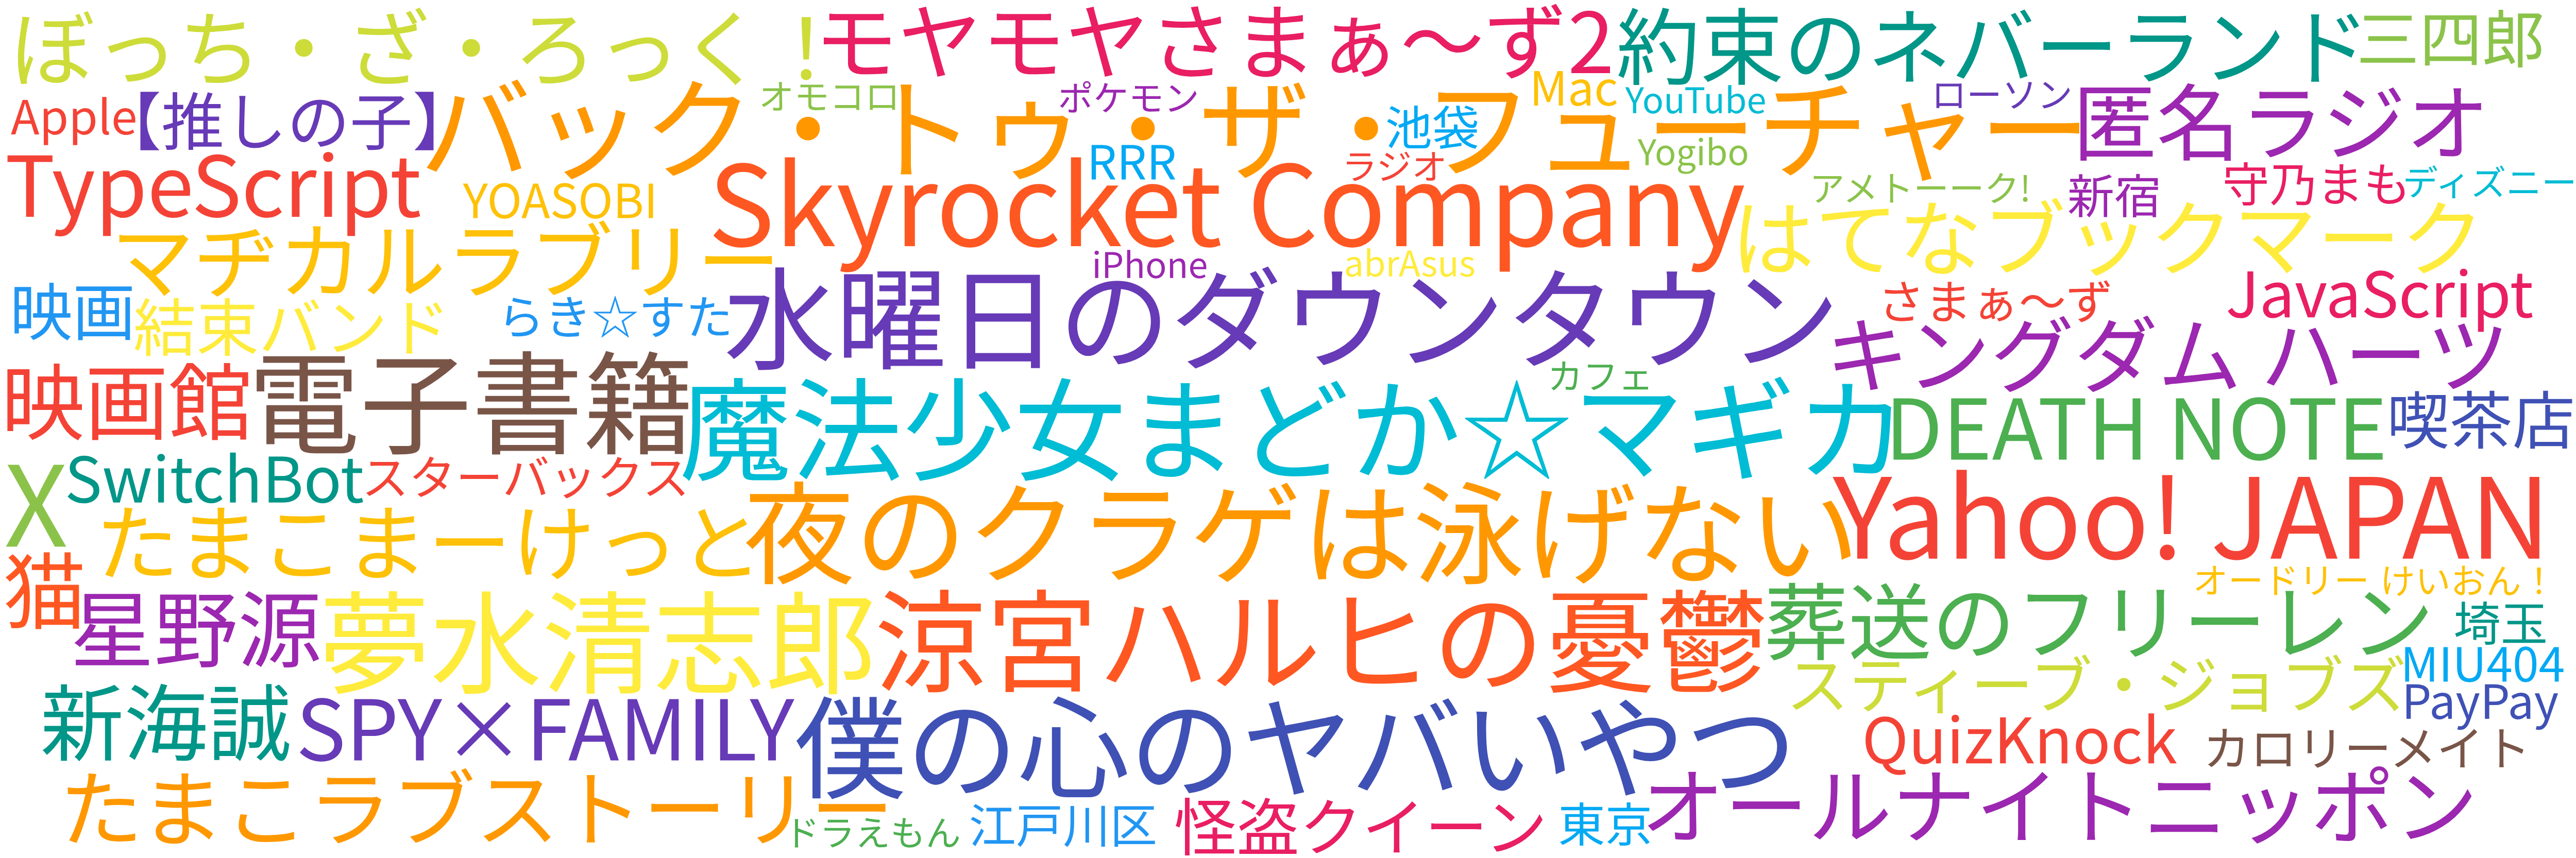 ぼっち・ざ・ろっく！
モヤモヤさまぁ～ず2
約束のネバーランド
三四郎
Apple
【推しの子】
バック・トゥ・ザ・フューチャー
オモコロ
ポケモン
池袋
Mac
YouTube
ローソン
匿名ラジオ
TypeScript
YOASOBI
RRR
ラジオ
Yogibo
Skyrocket Company
アメトーーク!
新宿
守乃まも
ディズニー
マヂカルラブリー
iPhone
abrAsus
はてなブックマーク
映画
結束バンド
らき☆すた
水曜日のダウンタウン
さまぁ～ず
JavaScript
キングダム ハーツ
映画館
電子書籍
カフェ
魔法少女まどか☆マギカ
DEATH NOTE
喫茶店
X
SwitchBot
スターバックス
たまこまーけっと
夜のクラゲは泳げない
Yahoo! JAPAN
猫
星野源
夢水清志郎
涼宮ハルヒの憂鬱
葬送のフリーレン
オードリー
けいおん！
埼玉
新海誠
SPY×FAMILY
僕の心のヤバいやつ
スティーブ・ジョブズ
MIU404
PayPay
QuizKnock
カロリーメイト
たまこラブストーリー
ドラえもん
江戸川区
怪盗クイーン
東京
オールナイトニッポン